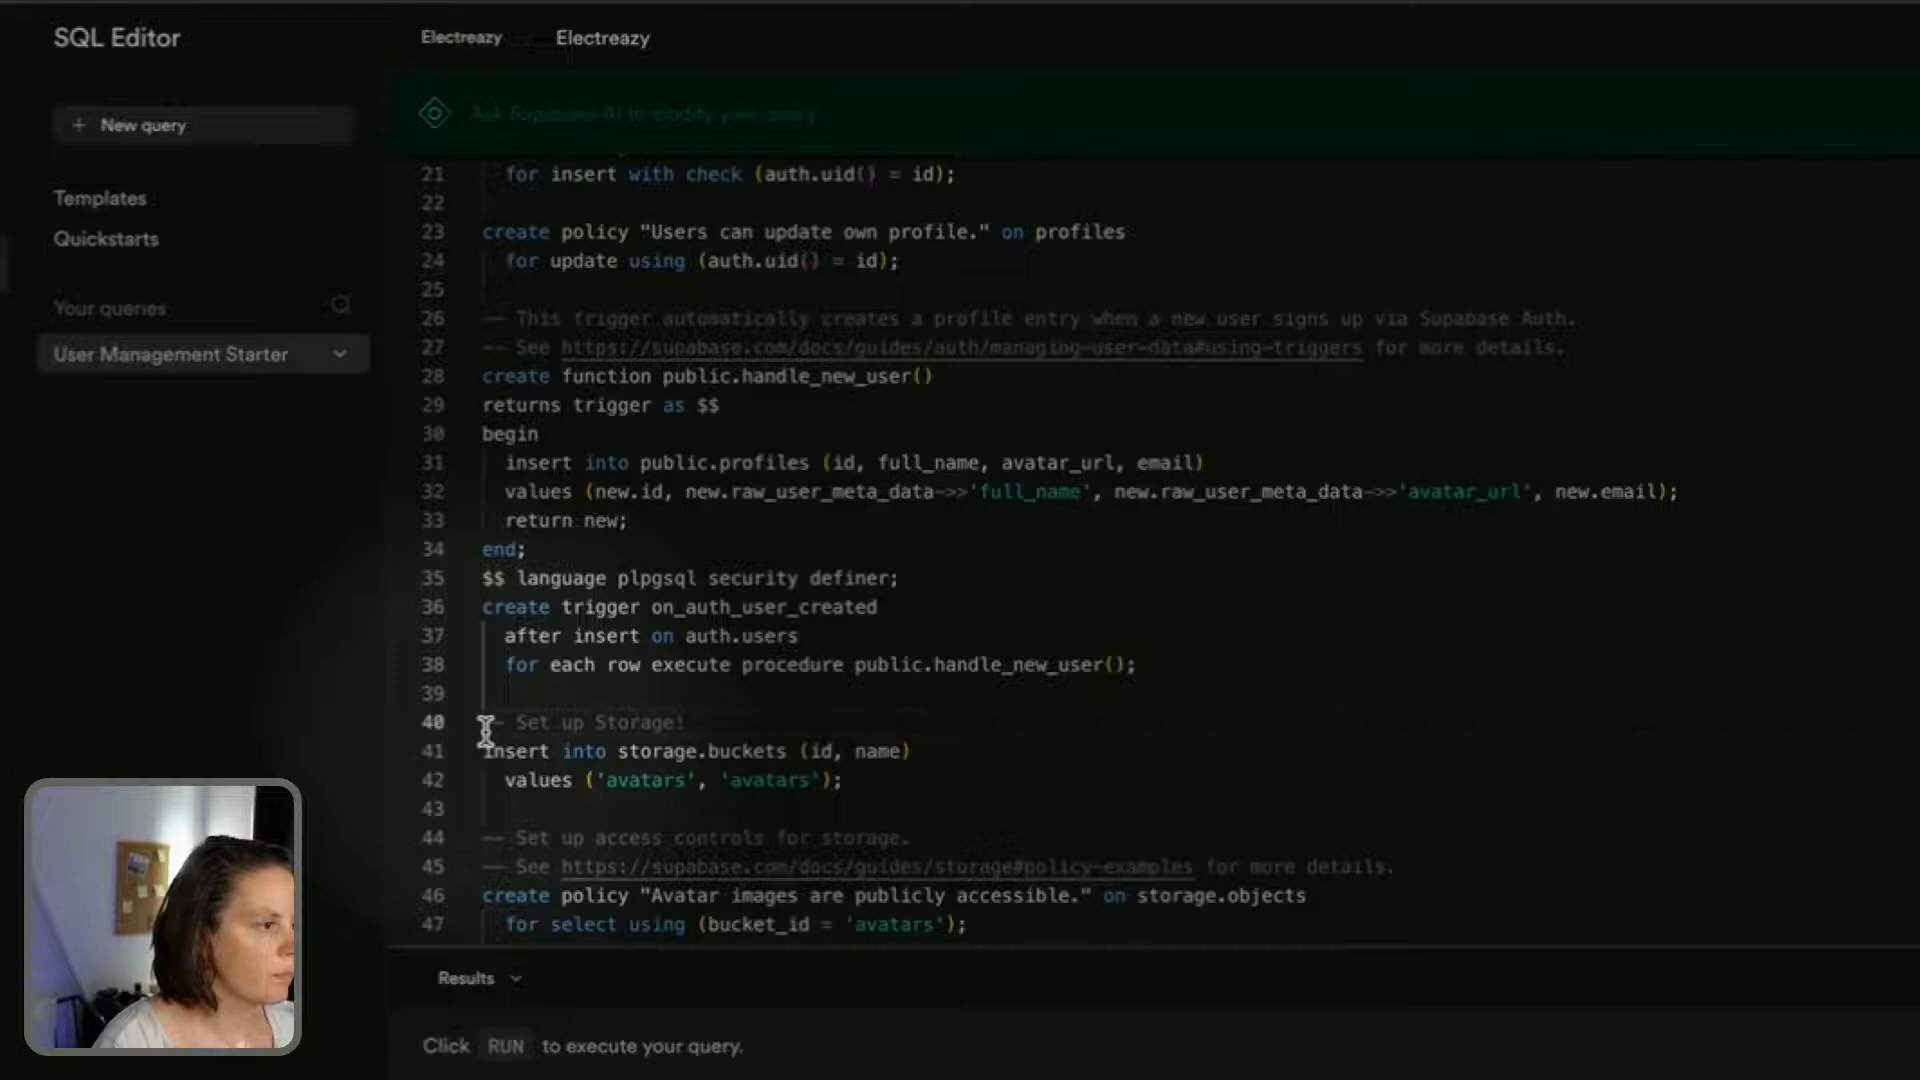 SQL Editor
Electreazy Electreazy
+ New query
Ask Supabase AI to modify your query
Templates
Quickstarts
Your queries
User Management Starter
21 for insert with check (auth.uid() = id);
22
23 create policy "Users can update own profile." on profiles
24 for update using (auth.uid() = id);
25
26 -- This trigger automatically creates a profile entry when a new user signs up via Supabase Auth.
27 -- See https://supabase.com/docs/guides/auth/managing-user-data#using-triggers for more details.
28 create function public.handle_new_user()
29 returns trigger as $$
30 begin
31 insert into public.profiles (id, full_name, avatar_url, email)
32 values (new.id, new.raw_user_meta_data->>'full_name', new.raw_user_meta_data->>'avatar_url', new.email);
33 return new;
34 end;
35 $$ language plpgsql security definer;
36 create trigger on_auth_user_created
37 after insert on auth.users
38 for each row execute procedure public.handle_new_user();
39
40 -- Set up Storage!
41 insert into storage.buckets (id, name)
42 values ('avatars', 'avatars');
43
44 -- Set up access controls for storage.
45 -- See https://supabase.com/docs/guides/storage#policy-examples for more details.
46 create policy "Avatar images are publicly accessible." on storage.objects
47 for select using (bucket_id = 'avatars');
Results
Click RUN to execute your query.